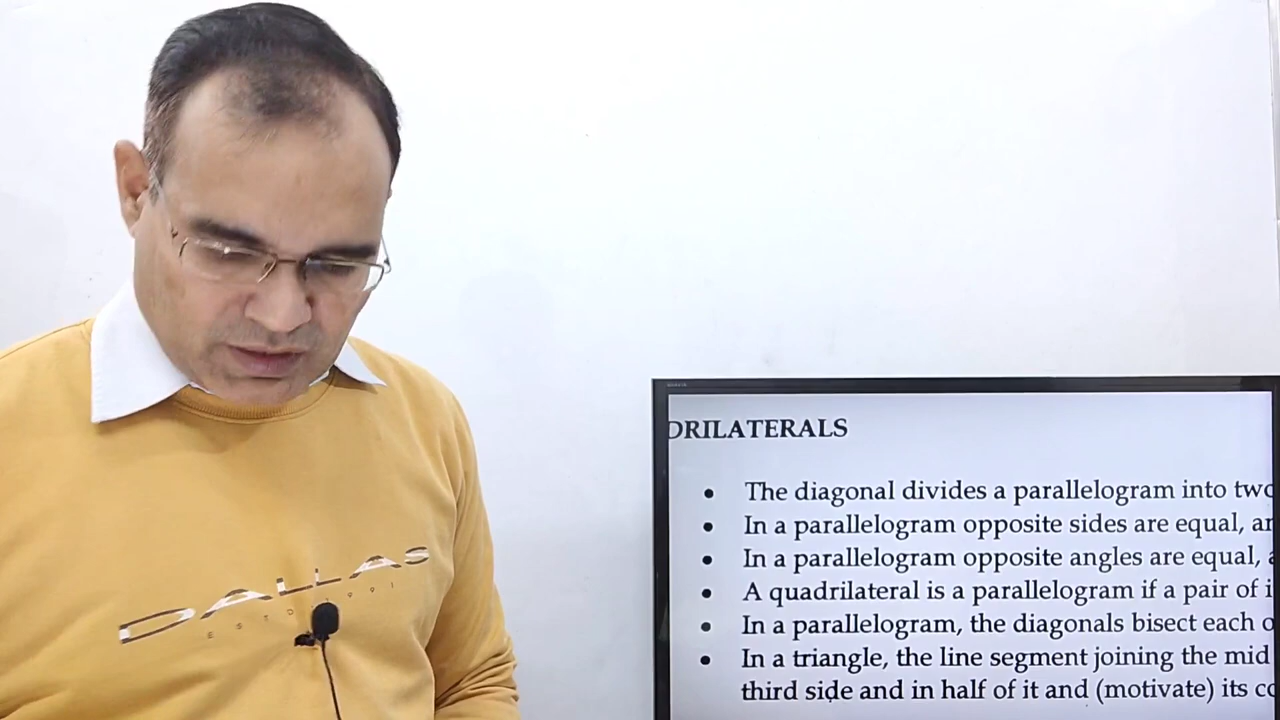 DALLAS
ESTD 1991
DRILATERALS
The diagonal divides a parallelogram into two
In a parallelogram opposite sides are equal, an
In a parallelogram opposite angles are equal, a
A quadrilateral is a parallelogram if a pair of i
In a parallelogram, the diagonals bisect each o
In a triangle, the line segment joining the mid
third side and in half of it and (motivate) its co